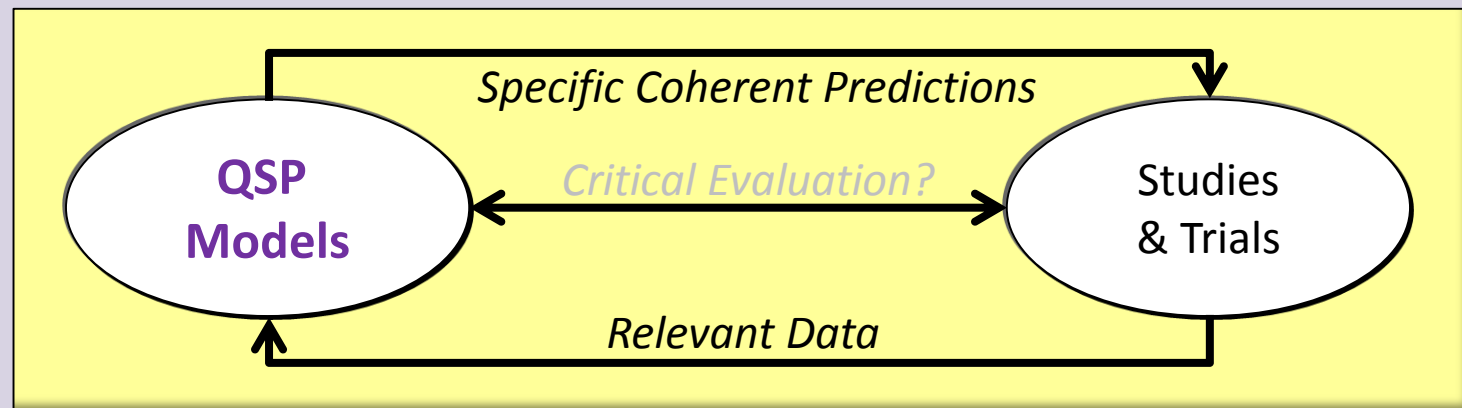 Specific Coherent Predictions
QSP
Models
Critical Evaluation?
Studies
& Trials
Relevant Data